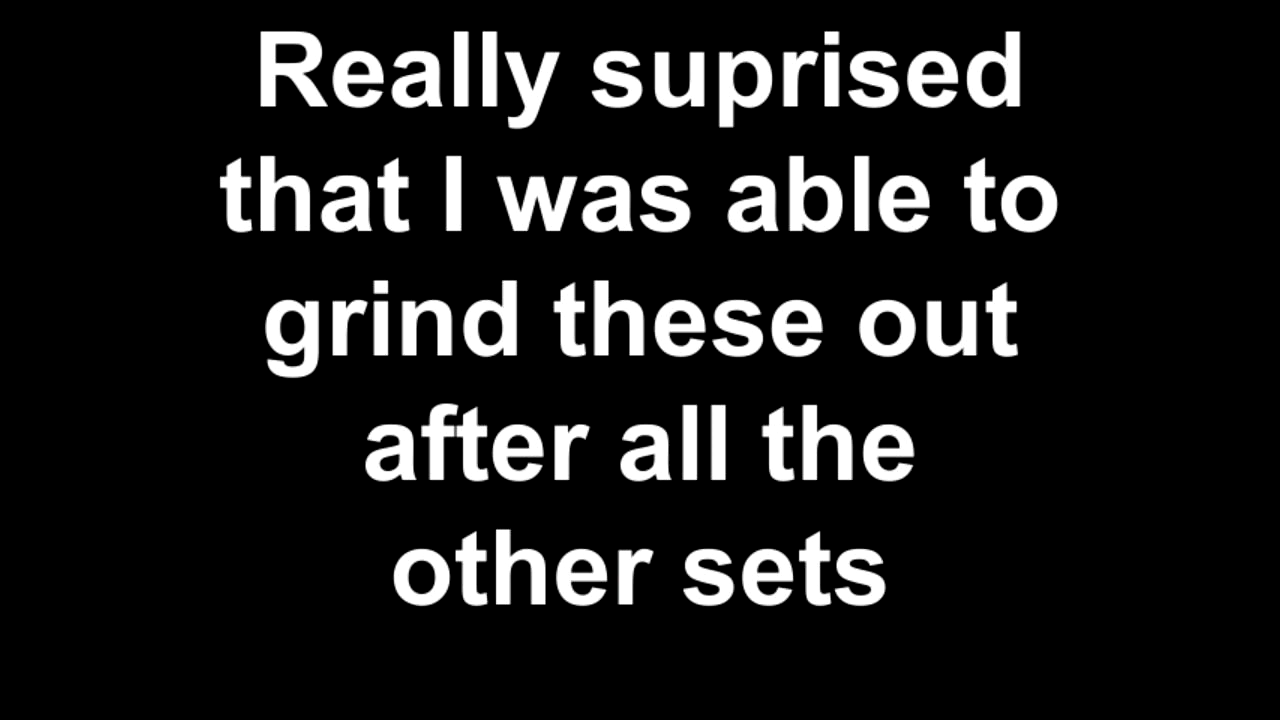 Really suprised
that I was able to
grind these out
after all the
other sets